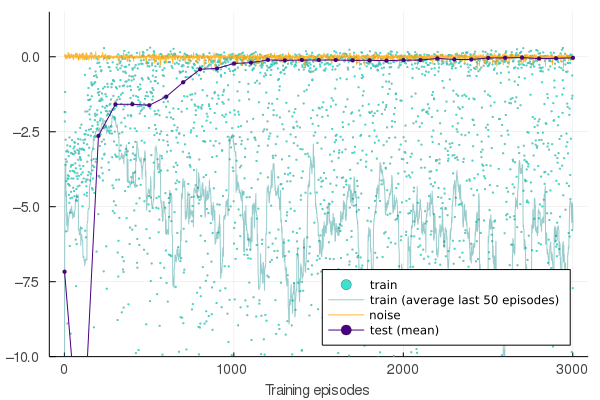 0.0
−2.5
−5.0
−7.5
−10.0
train
train (average last 50 episodes)
noise
test (mean)
0
1000
2000
3000
Training episodes